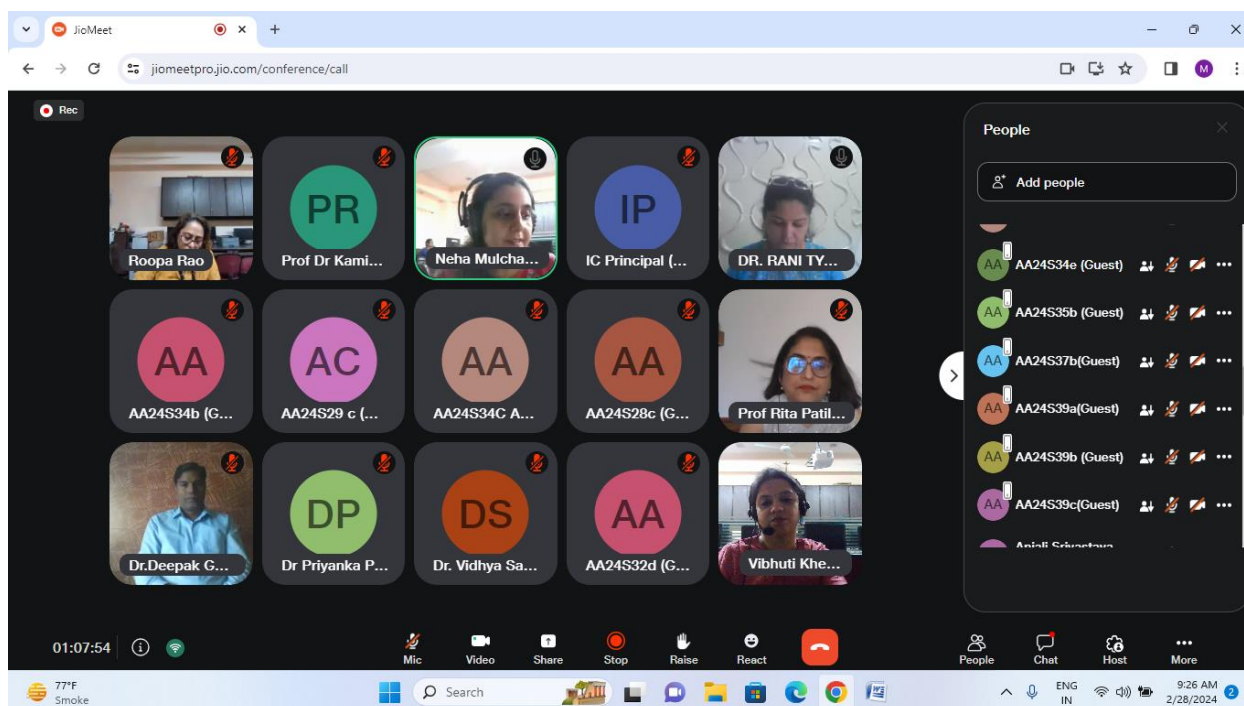 JioMeet
jiomeetpro.jio.com/conference/call
M
Rec
Roopa Rao
PR
Prof Dr Kami...
Neha Mulcha...
IP
IC Principal (...
DR. RANI TY...
AA
AA24S34b (G...
AC
AA24S29 c (...
AA
AA24S34C A...
AA
AA24S28c (G...
Prof Rita Patil...
Dr.Deepak G...
DP
Dr Priyanka P...
DS
Dr. Vidhya Sa...
AA
AA24S32d (G...
Vibhuti Khe...
People
Add people
AA AA24S34e (Guest)
AA AA24S35b (Guest)
AA AA24S37b(Guest)
AA AA24S39a(Guest)
AA AA24S39b (Guest)
AA AA24S39c(Guest)
Anjali Srivastava
01:07:54
Mic Video Share Stop Raise React
People Chat Host More
77°F
Smoke
Search
ENG
IN
9:26 AM
2/28/2024
2